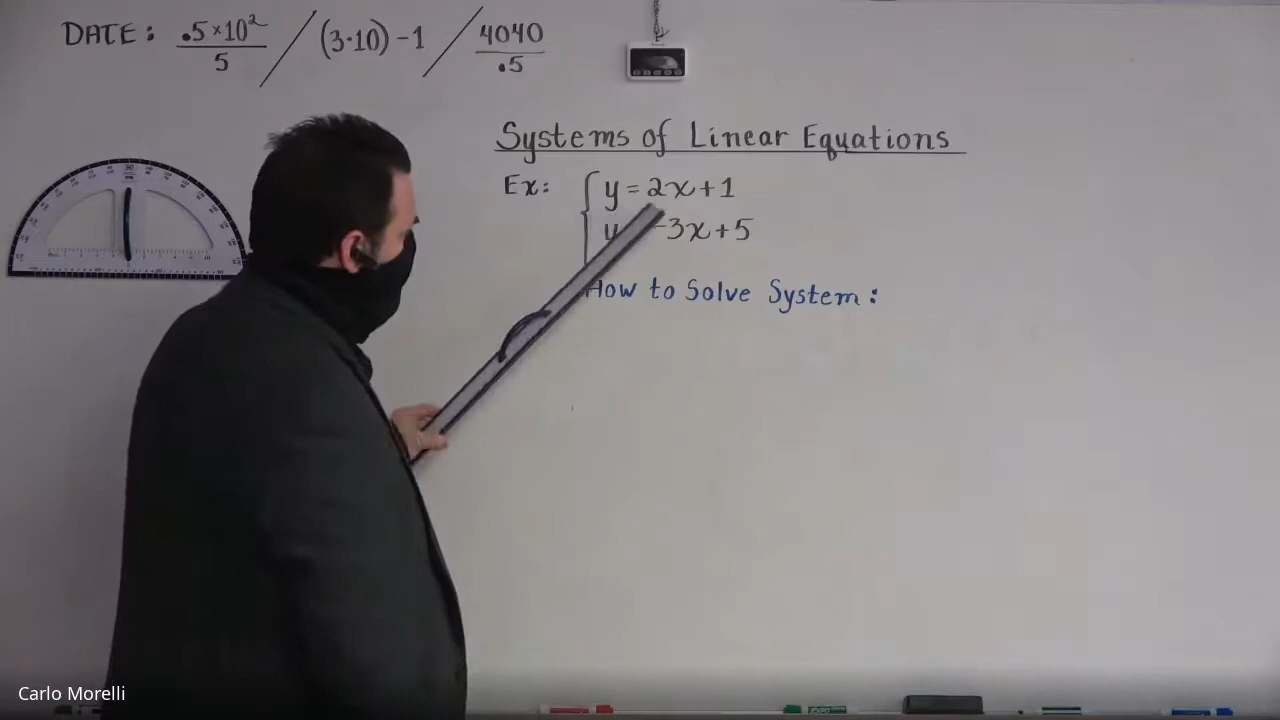 DATE: .5×10² / 5 / (3·10) -1 / 4040 / .5
Systems of Linear Equations
Ex: { y = 2x+1
-3x+5
How to Solve System:
Carlo Morelli